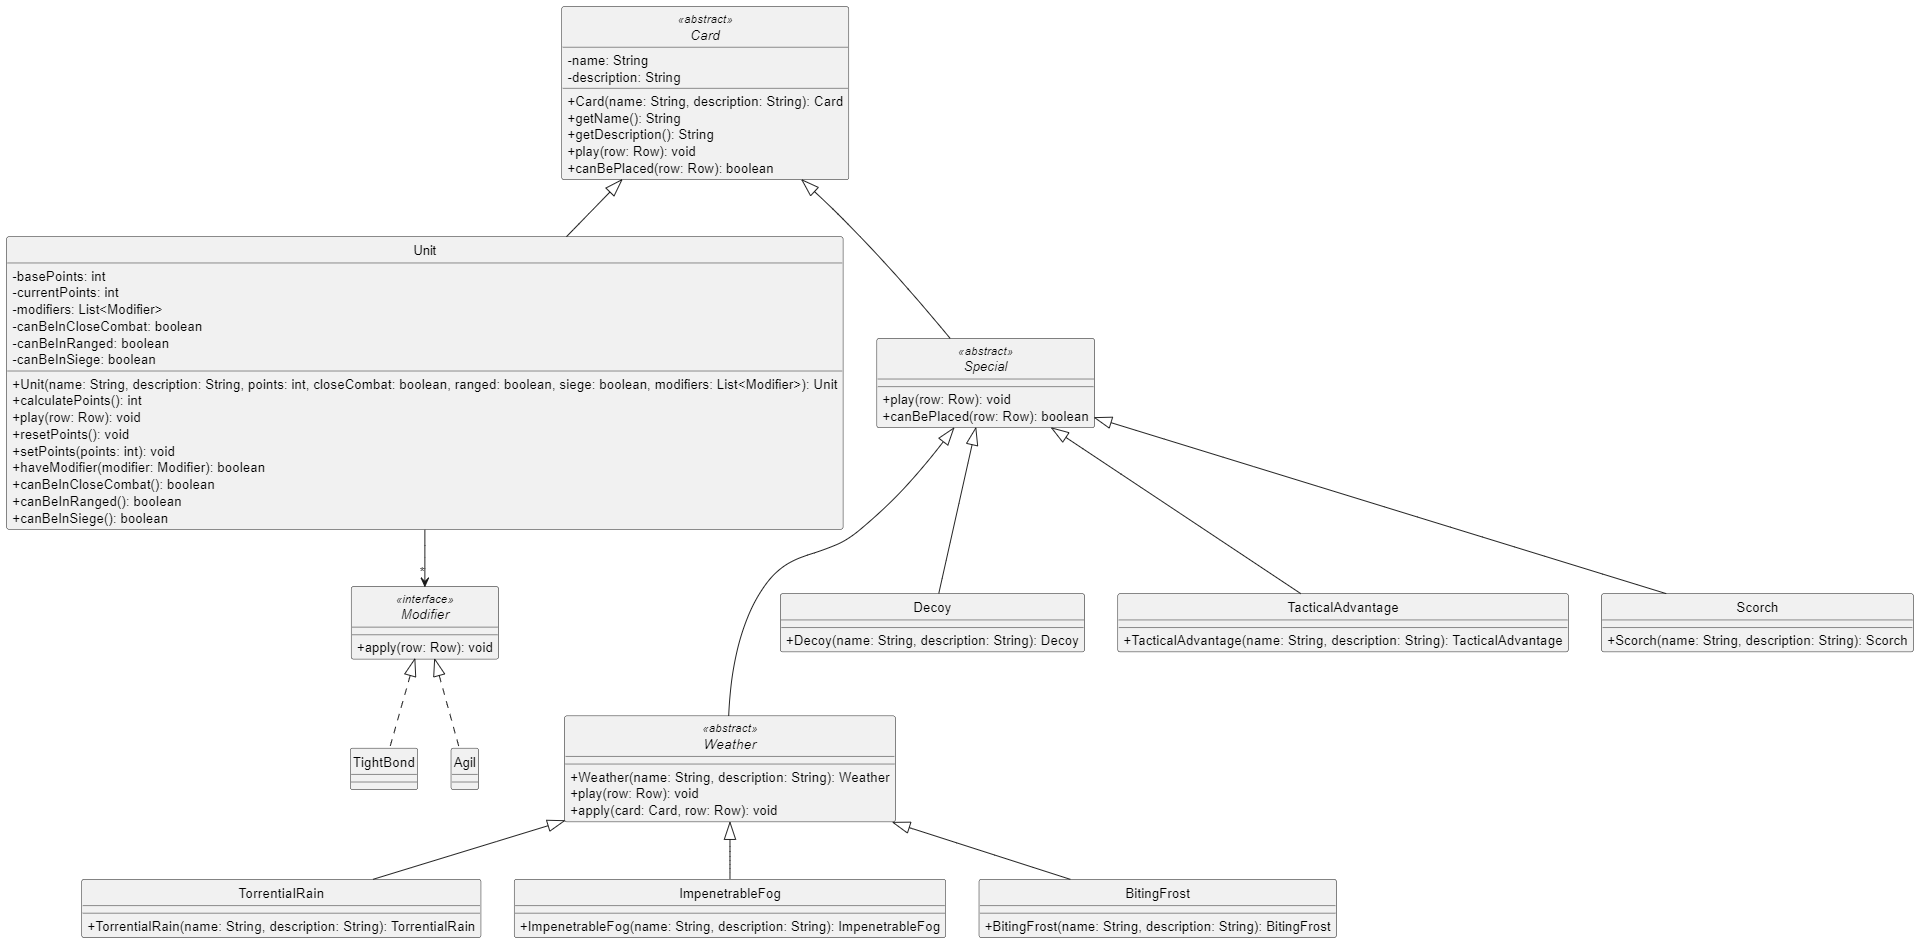 «abstract»
Card
-name: String
-description: String
+Card(name: String, description: String): Card
+getName(): String
+getDescription(): String
+play(row: Row): void
+canBePlaced(row: Row): boolean
Unit
-basePoints: int
-currentPoints: int
-modifiers: List<Modifier>
-canBeInCloseCombat: boolean
-canBeInRanged: boolean
-canBeInSiege: boolean
+Unit(name: String, description: String, points: int, closeCombat: boolean, ranged: boolean, siege: boolean, modifiers: List<Modifier>): Unit
+calculatePoints(): int
+play(row: Row): void
+resetPoints(): void
+setPoints(points: int): void
+haveModifier(modifier: Modifier): boolean
+canBeInCloseCombat(): boolean
+canBeInRanged(): boolean
+canBeInSiege(): boolean
«abstract»
Special
+play(row: Row): void
+canBePlaced(row: Row): boolean
*
«interface»
Modifier
+apply(row: Row): void
Decoy
+Decoy(name: String, description: String): Decoy
TacticalAdvantage
+TacticalAdvantage(name: String, description: String): TacticalAdvantage
Scorch
+Scorch(name: String, description: String): Scorch
TightBond
Agil
«abstract»
Weather
+Weather(name: String, description: String): Weather
+play(row: Row): void
+apply(card: Card, row: Row): void
TorrentialRain
+TorrentialRain(name: String, description: String): TorrentialRain
ImpenetrableFog
+ImpenetrableFog(name: String, description: String): ImpenetrableFog
BitingFrost
+BitingFrost(name: String, description: String): BitingFrost